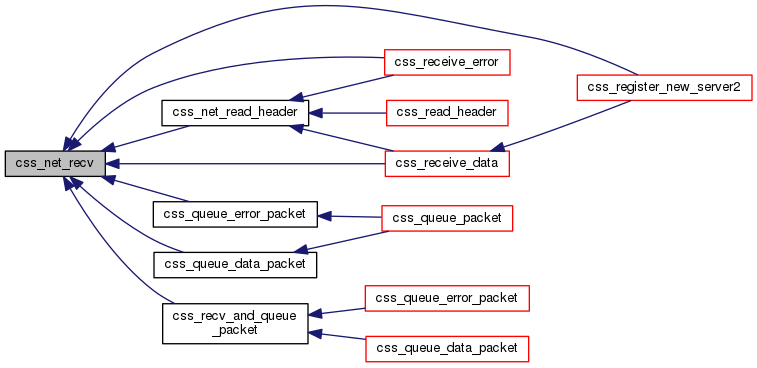 css_receive_error
css_register_new_server2
css_net_read_header
css_read_header
css_net_recv
css_receive_data
css_queue_error_packet
css_queue_packet
css_queue_data_packet
css_recv_and_queue
_packet
css_queue_error_packet
css_queue_data_packet